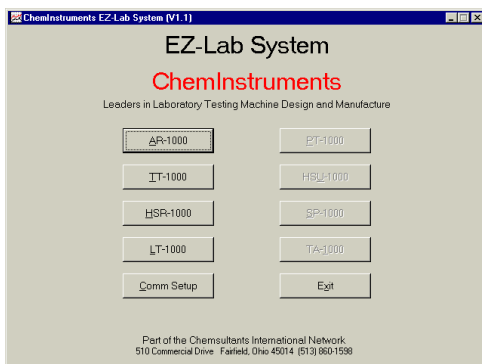 ChemInstruments EZ-Lab System (V1.1)
EZ-Lab System
ChemInstruments
Leaders in Laboratory Testing Machine Design and Manufacture
AR-1000
PT-1000
TT-1000
HSU-1000
HSR-1000
SP-1000
LT-1000
TA-1000
Comm Setup
Exit
Part of the Chemsultants International Network
510 Commercial Drive Fairfield, Ohio 45014 (513) 860-1598